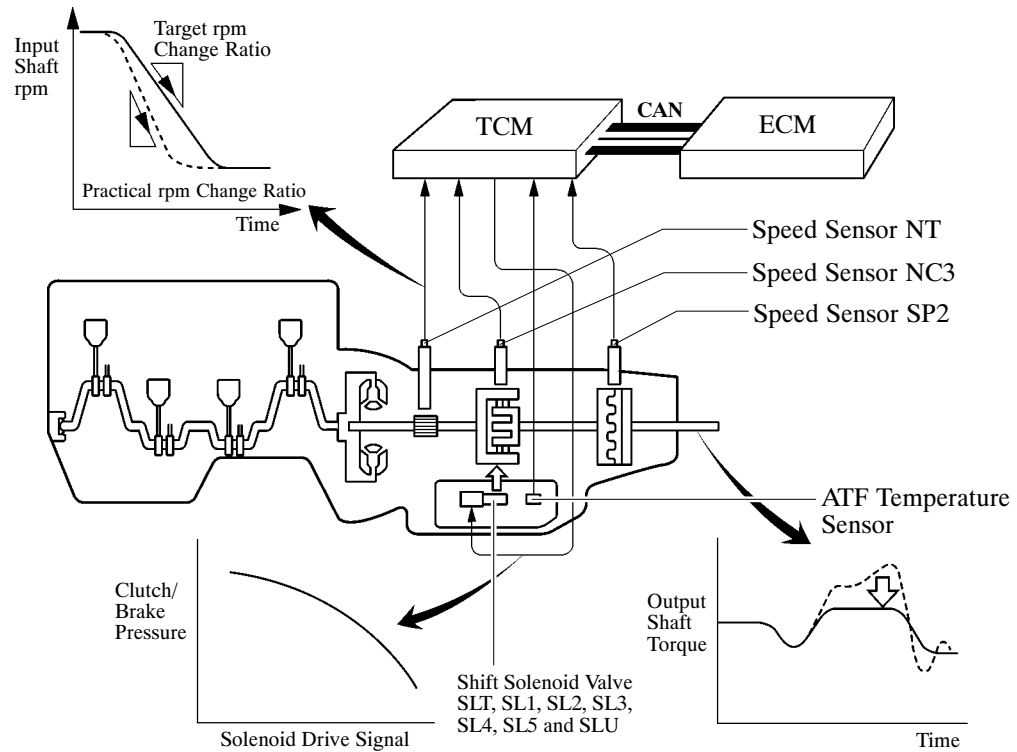 Input
Shaft
rpm
Target rpm
Change Ratio
Practical rpm Change Ratio
Time
TCM
CAN
ECM
Speed Sensor NT
Speed Sensor NC3
Speed Sensor SP2
ATF Temperature
Sensor
Clutch/
Brake
Pressure
Solenoid Drive Signal
Shift Solenoid Valve
SLT, SL1, SL2, SL3,
SL4, SL5 and SLU
Output
Shaft
Torque
Time